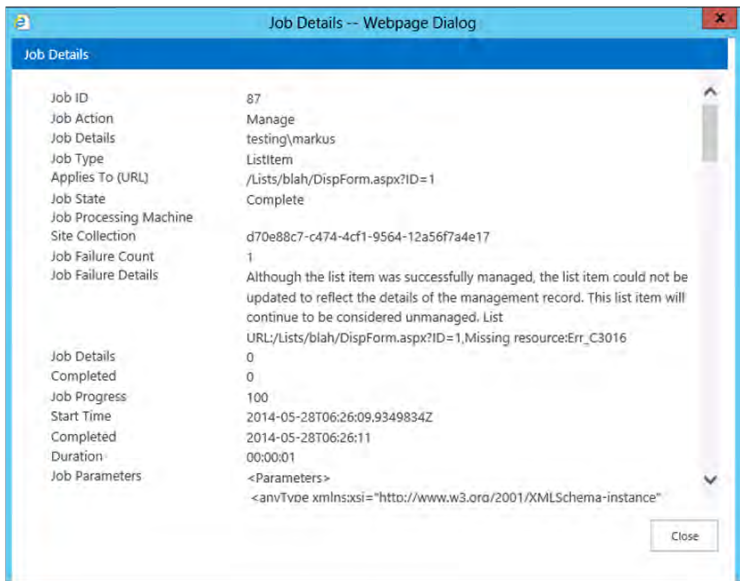 Job Details -- Webpage Dialog
x
Job Details
Job ID 87
Job Action Manage
Job Details testing\markus
Job Type ListItem
Applies To (URL) /Lists/blah/DispForm.aspx?ID=1
Job State Complete
Job Processing Machine
Site Collection d70e88c7-c474-4cf1-9564-12a56f7a4e17
Job Failure Count 1
Job Failure Details Although the list item was successfully managed, the list item could not be
updated to reflect the details of the management record. This list item will
continue to be considered unmanaged. List
URL:/Lists/blah/DispForm.aspx?ID=1,Missing resource:Err_C3016
Job Details 0
Completed 0
Job Progress 100
Start Time 2014-05-28T06:26:09.9349834Z
Completed 2014-05-28T06:26:11
Duration 00:00:01
Job Parameters <Parameters>
<anyType xmlns:xsi="http://www.w3.org/2001/XMLSchema-instance"
Close